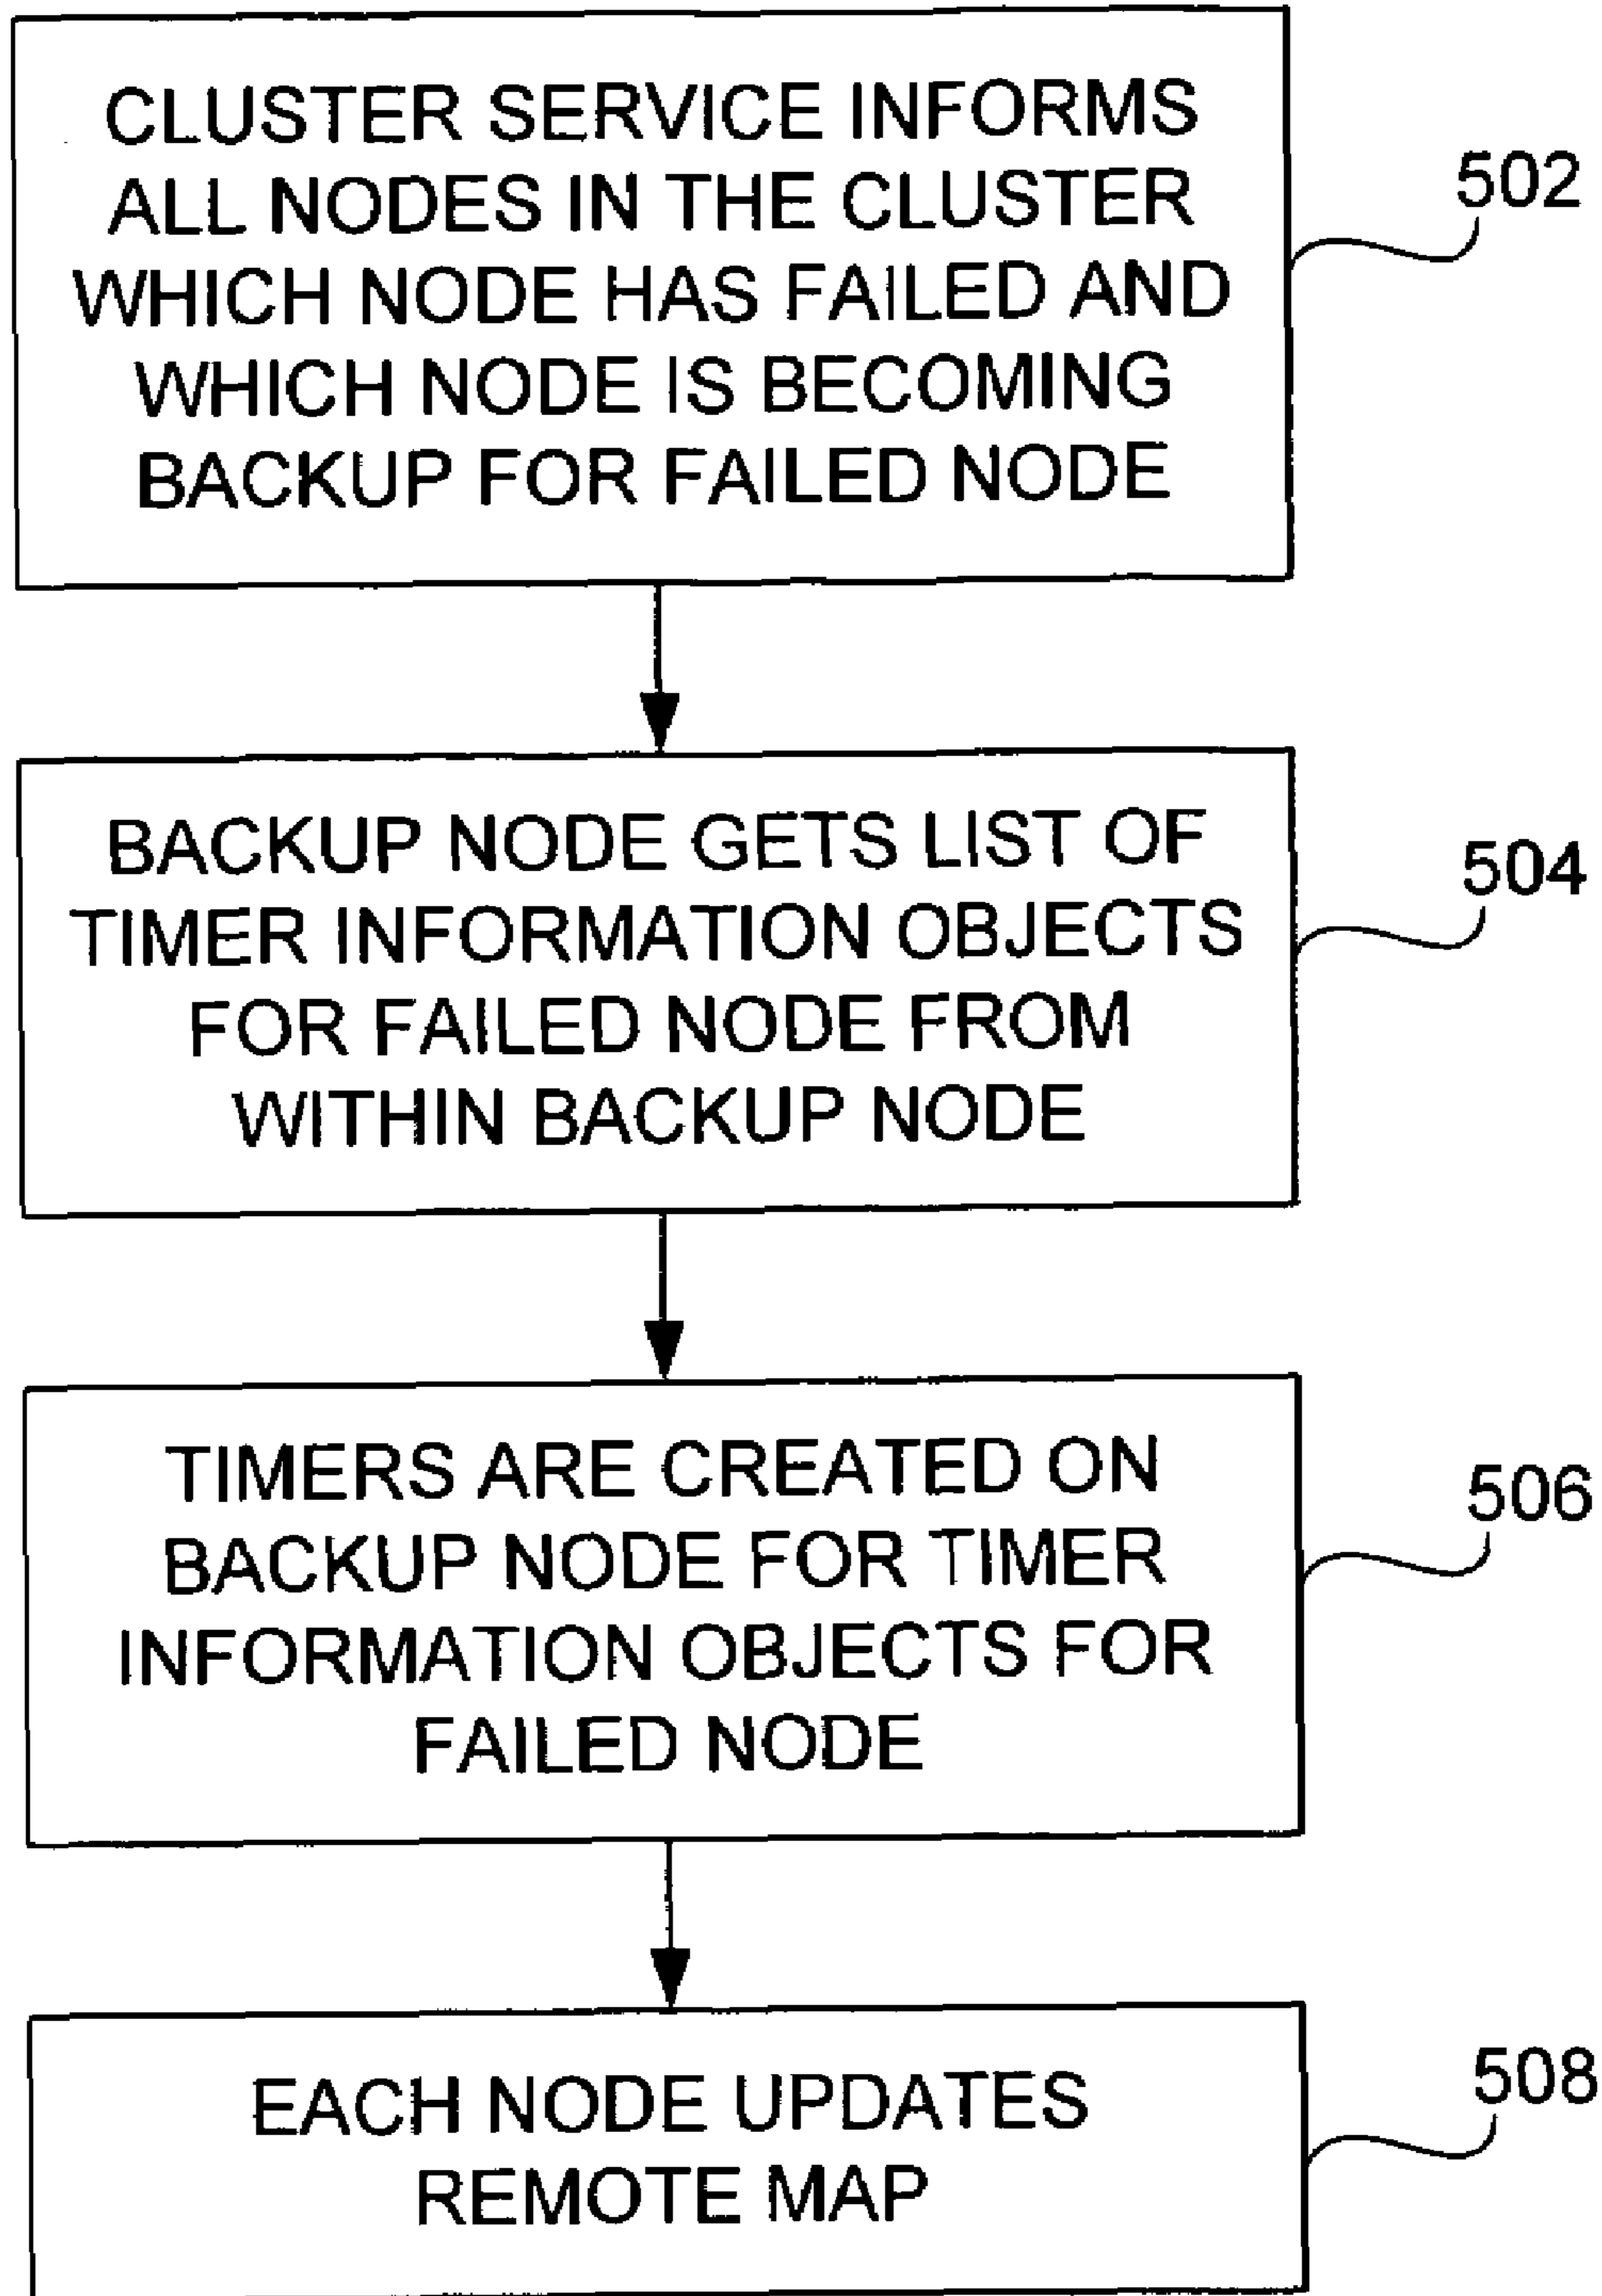 CLUSTER SERVICE INFORMS
ALL NODES IN THE CLUSTER
WHICH NODE HAS FAILED AND
WHICH NODE IS BECOMING
BACKUP FOR FAILED NODE
502
BACKUP NODE GETS LIST OF
TIMER INFORMATION OBJECTS
FOR FAILED NODE FROM
WITHIN BACKUP NODE
504
TIMERS ARE CREATED ON
BACKUP NODE FOR TIMER
INFORMATION OBJECTS FOR
FAILED NODE
506
EACH NODE UPDATES
REMOTE MAP
508